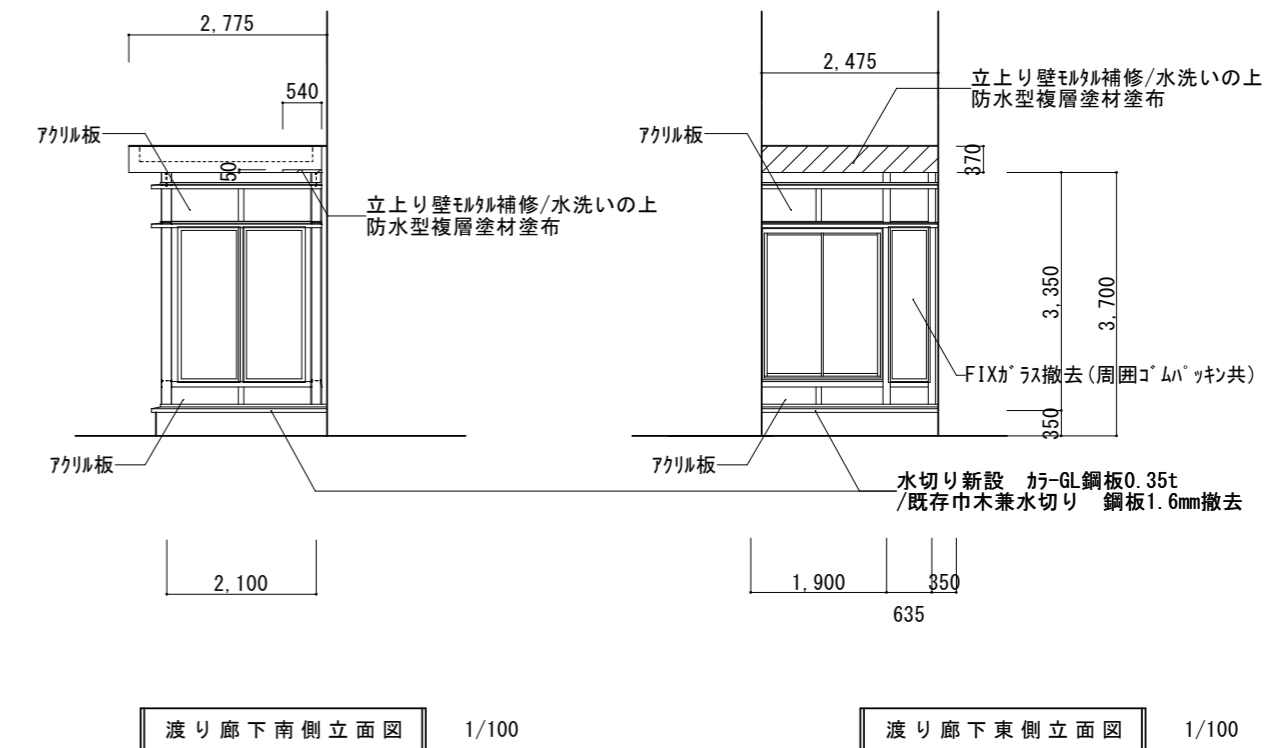 2,775
540
ｱｸﾘﾙ板
50
立上り壁ﾓﾙﾀﾙ補修/水洗いの上
防水型複層塗材塗布
ｱｸﾘﾙ板
2,100
渡り廊下南側立面図 1/100
2,475
立上り壁ﾓﾙﾀﾙ補修/水洗いの上
防水型複層塗材塗布
ｱｸﾘﾙ板
370
3,350
3,700
FIXｶﾞﾗｽ撤去(周囲ｺﾞﾑﾊﾟｯｷﾝ共)
350
ｱｸﾘﾙ板
水切り新設 ｶﾗｰGL鋼板0.35t
/既存巾木兼水切り 鋼板1.6mm撤去
1,900
350
635
渡り廊下東側立面図 1/100